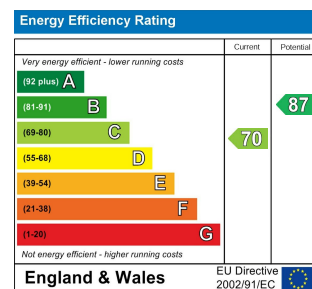 Energy Efficiency Rating
Current Potential
Very energy efficient - lower running costs
(92 plus) A
(81-91) B
87
(69-80) C
70
(55-68) D
(39-54) E
(21-38) F
(1-20) G
Not energy efficient - higher running costs
England & Wales
EU Directive
2002/91/EC